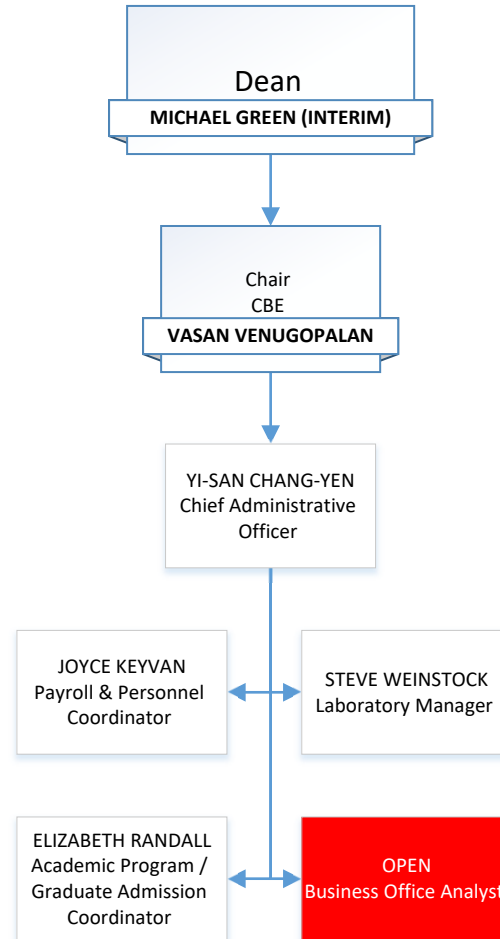 Dean
MICHAEL GREEN (INTERIM)
Chair
CBE
VASAN VENUGOPALAN
YI-SAN CHANG-YEN
Chief Administrative
Officer
JOYCE KEYVAN
Payroll & Personnel
Coordinator
STEVE WEINSTOCK
Laboratory Manager
ELIZABETH RANDALL
Academic Program /
Graduate Admission
Coordinator
OPEN
Business Office Analyst